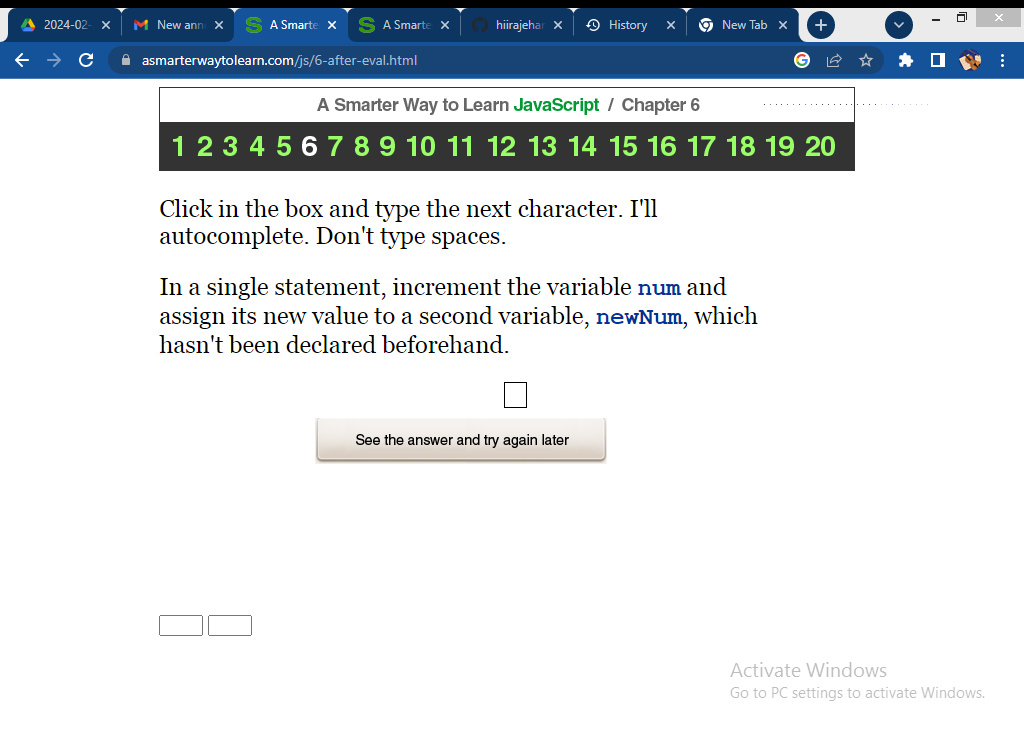 2024-02-
New ann
A Smarte
A Smarte
hiirajehar
History
New Tab
asmarterwaytolearn.com/js/6-after-eval.html
A Smarter Way to Learn JavaScript / Chapter 6
1 2 3 4 5 6 7 8 9 10 11 12 13 14 15 16 17 18 19 20
Click in the box and type the next character. I'll
autocomplete. Don't type spaces.
In a single statement, increment the variable num and
assign its new value to a second variable, newNum, which
hasn't been declared beforehand.
See the answer and try again later
Activate Windows
Go to PC settings to activate Windows.